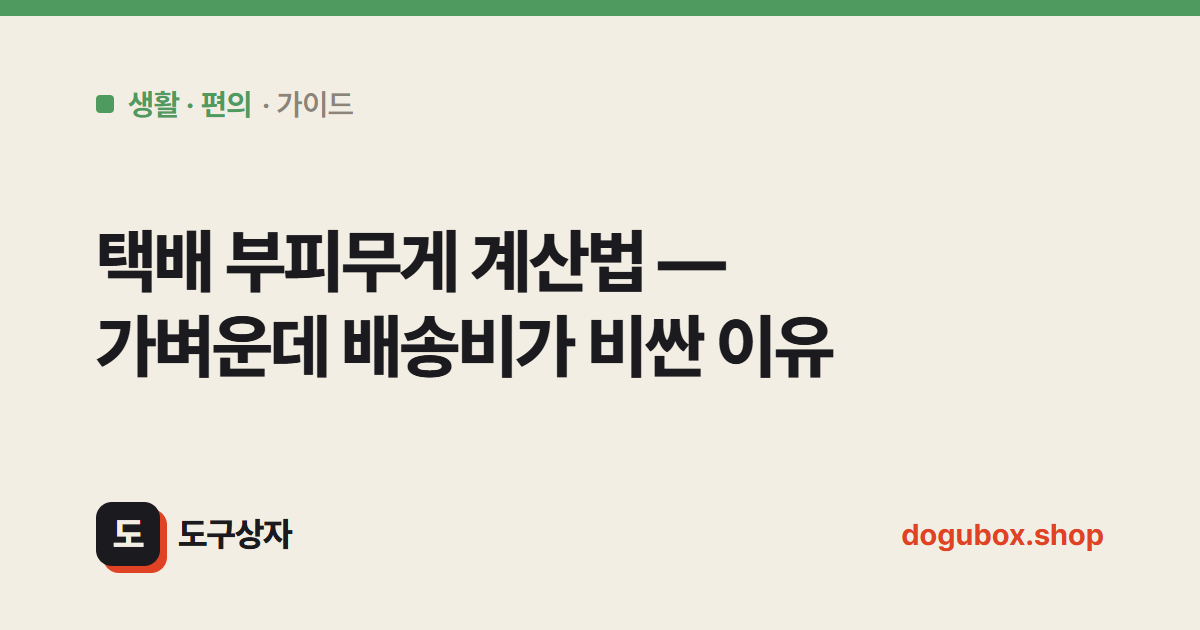 생활 · 편의 · 가이드
택배 부피무게 계산법 —
가벼운데 배송비가 비싼 이유
도 도구상자
dogubox.shop